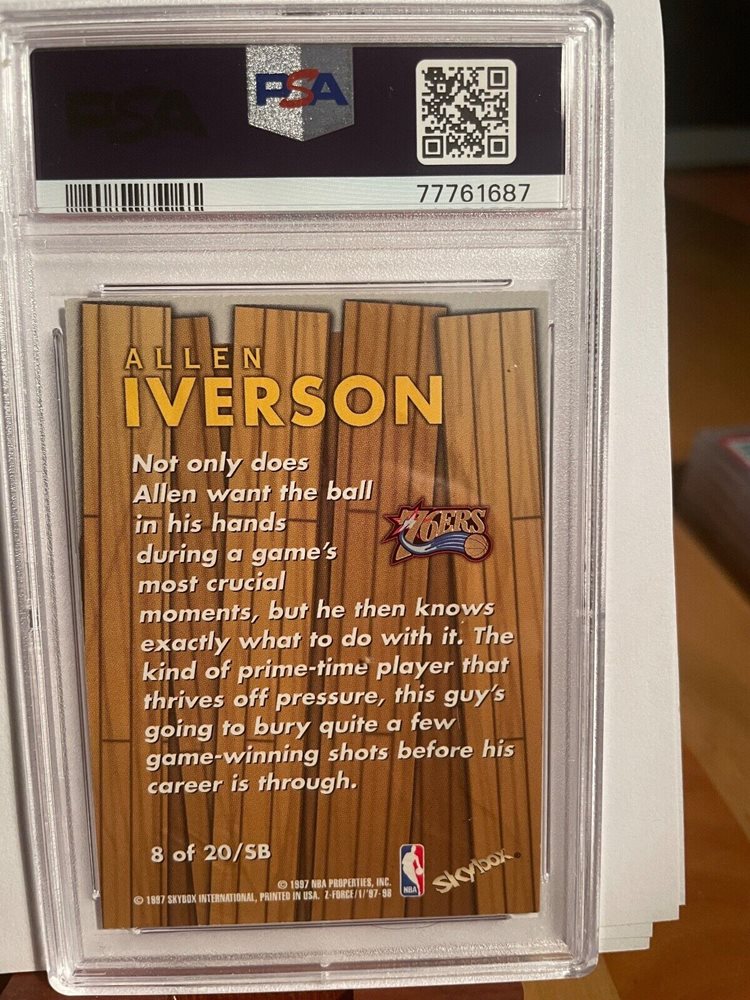 PSA
77761687
ALLEN
IVERSON
Not only does
Allen want the ball
in his hands
76ERS
during a game's
most crucial
moments, but he then knows
exactly what to do with it. The
kind of prime-time player that
thrives off pressure, this guy's
going to bury quite a few
game-winning shots before his
career is through.
8 of 20/SB
© 1997 NBA PROPERTIES, INC.
© 1997 SKYBOX INTERNATIONAL, PRINTED IN USA. Z-FORCE/1/'97-98
NBA
skybox